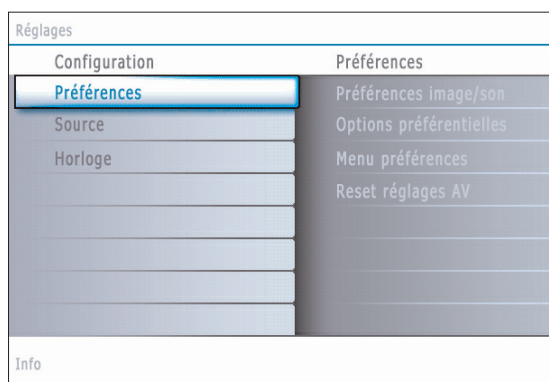 Réglages
Configuration
Préférences
Préférences
Préférences image/son
Source
Options préférentielles
Horloge
Menu préférences
Reset réglages AV
Info